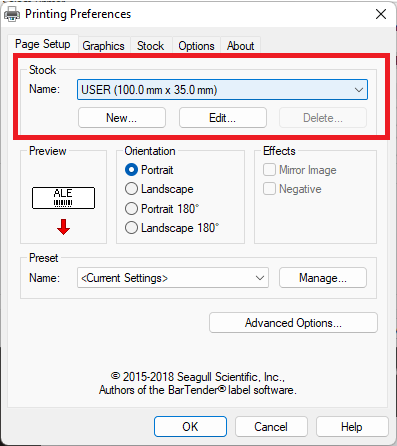 Printing Preferences
Page Setup Graphics Stock Options About
Stock
Name: USER (100.0 mm x 35.0 mm)
New... Edit... Delete...
Preview Orientation Effects
Portrait Mirror Image
ALE Landscape Negative
Portrait 180°
Landscape 180°
Preset
Name: <Current Settings> Manage...
Advanced Options...
© 2015-2018 Seagull Scientific, Inc.,
Authors of the BarTender® label software.
OK Cancel Help